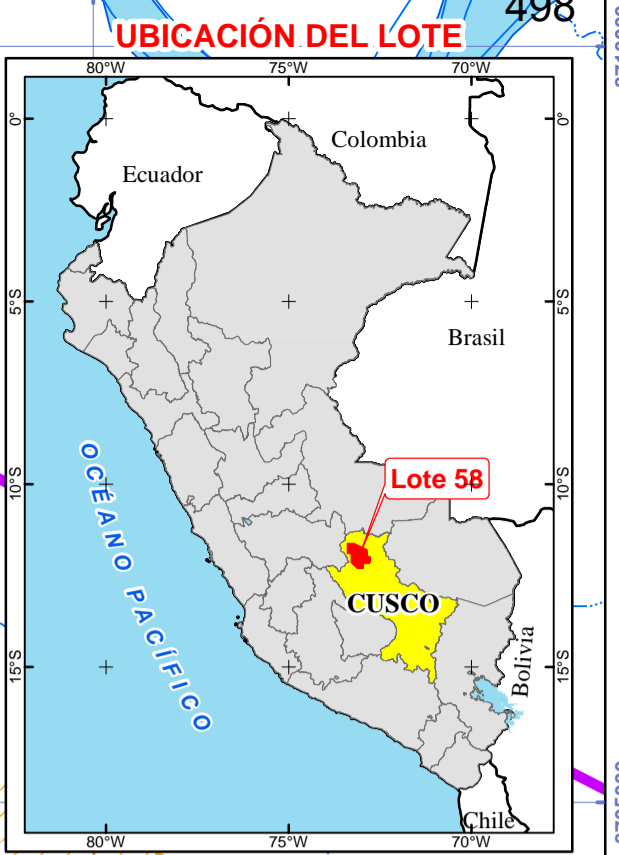 498
UBICACIÓN DEL LOTE
80°W 75°W 70°W
0° 0°
Colombia
Ecuador
5°S 5°S
Brasil
OCÉANO PACÍFICO
Lote 58
10°S 10°S
CUSCO
15°S 15°S
Bolivia
Chile
80°W 75°W 70°W